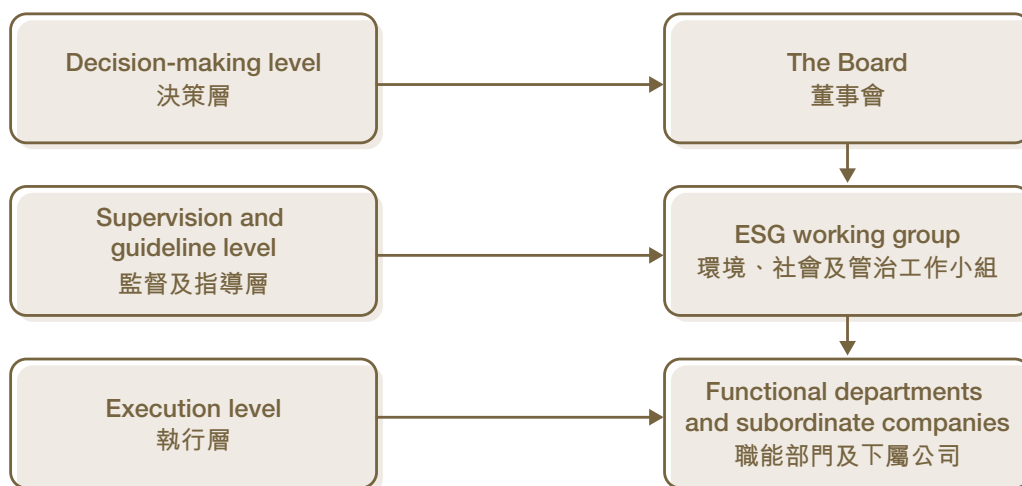 Decision-making level
決策層
The Board
董事會
Supervision and
guideline level
監督及指導層
ESG working group
環境、社會及管治工作小組
Execution level
執行層
Functional departments
and subordinate companies
職能部門及下屬公司